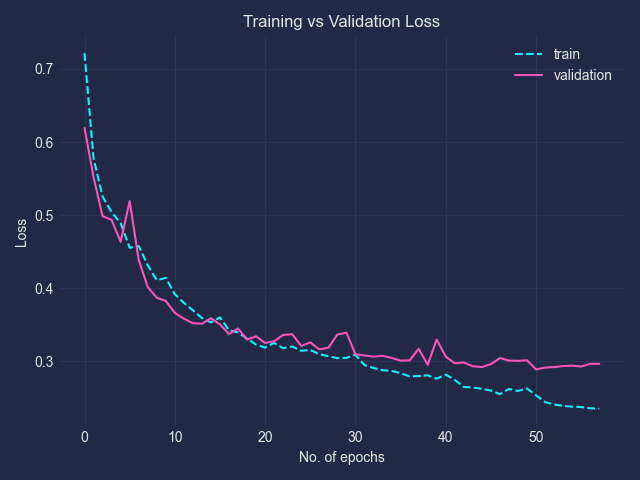 Training vs Validation Loss
train
validation
0.7
0.6
0.5
0.4
0.3
Loss
0 10 20 30 40 50
No. of epochs